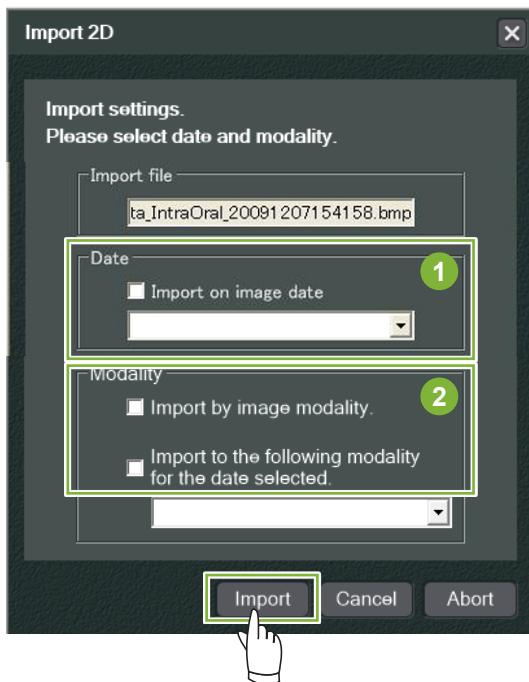 Import 2D
Import settings.
Please select date and modality.
Import file
ta_IntraOral_20091207154158.bmp
Date
1
Import on image date
Modality
2
Import by image modality.
Import to the following modality
for the date selected.
Import
Cancel
Abort